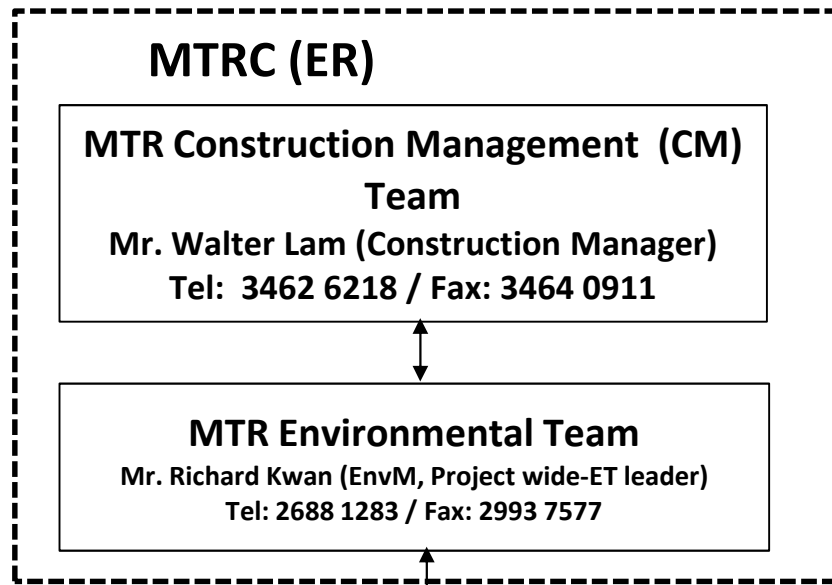 MTRC (ER)
MTR Construction Management (CM)
Team
Mr. Walter Lam (Construction Manager)
Tel: 3462 6218 / Fax: 3464 0911
MTR Environmental Team
Mr. Richard Kwan (EnvM, Project wide-ET leader)
Tel: 2688 1283 / Fax: 2993 7577